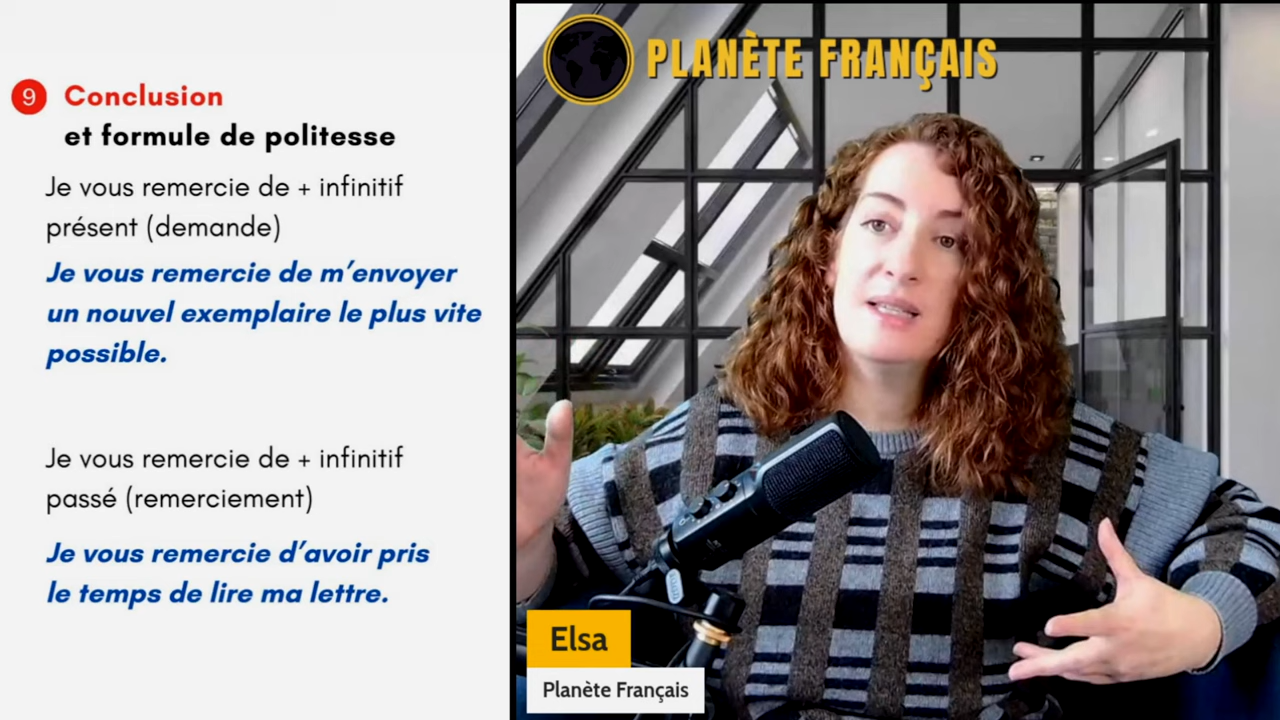 9 Conclusion
et formule de politesse
Je vous remercie de + infinitif
présent (demande)
Je vous remercie de m’envoyer
un nouvel exemplaire le plus vite
possible.
Je vous remercie de + infinitif
passé (remerciement)
Je vous remercie d’avoir pris
le temps de lire ma lettre.
PLANÈTE FRANÇAIS
Elsa
Planète Français